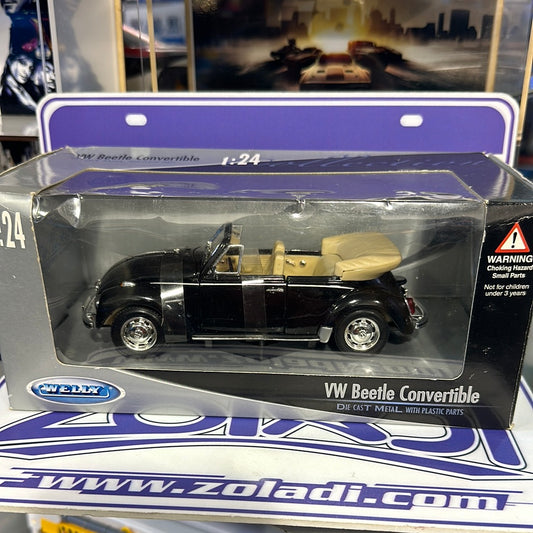 VW Beetle Convertible 1:24
:24
WARNING:
Choking Hazard
Small Parts
Not for children
under 3 years
WELLY
VW Beetle Convertible
DIE CAST METAL WITH PLASTIC PARTS
ZOLADI
www.zoladi.com